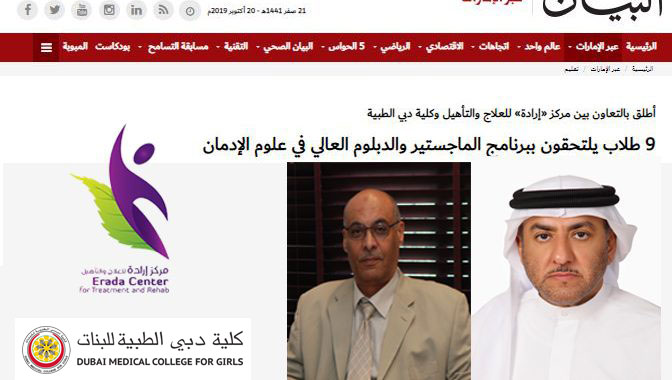 البيان
عبر الإمارات
21 صفر 1441هـ - 20 أكتوبر 2019م
الرئيسية عبر الإمارات عالم واحد اتجاهات الاقتصادي الرياضي 5 الحواس البيان الصحي التقنية مسابقة التسامح بودكاست المبوبة
الرئيسية / عبر الإمارات / تعليم
أطلق بالتعاون بين مركز «إرادة» للعلاج والتأهيل وكلية دبي الطبية
9 طلاب يلتحقون ببرنامج الماجستير والدبلوم العالي في علوم الإدمان
مركز إرادة للعلاج والتأهيل
Erada Center
For Treatment and Rehab
كلية دبي الطبية للبنات
DUBAI MEDICAL COLLEGE FOR GIRLS